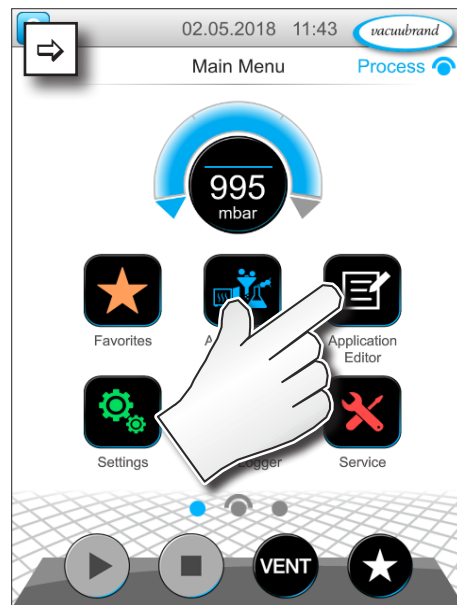 02.05.2018 11:43 vacuubrand
Main Menu Process
995
mbar
Favorites
Application
Editor
Settings
Service
VENT